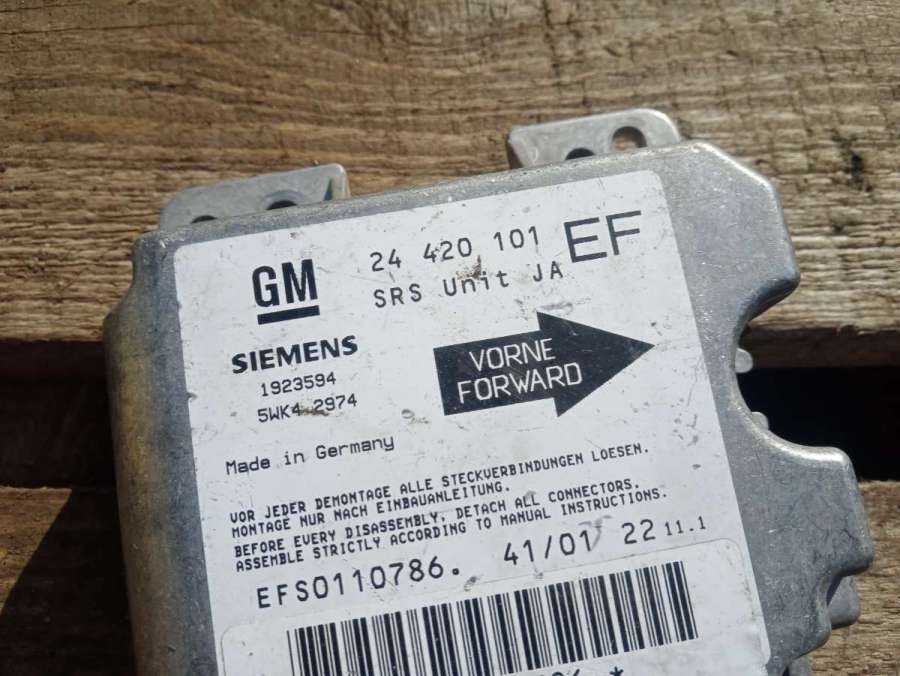 GM
24 420 101 EF
SRS Unit JA
SIEMENS
1923594
5WK4 2974
VORNE
FORWARD
Made in Germany
VOR JEDER DEMONTAGE ALLE STECKVERBINDUNGEN LOESEN.
MONTAGE NUR NACH EINBAUANLEITUNG.
BEFORE EVERY DISASSEMBLY, DETACH ALL CONNECTORS.
ASSEMBLE STRICTLY ACCORDING TO MANUAL INSTRUCTIONS.
EFS0110786. 41/01 22 11.1